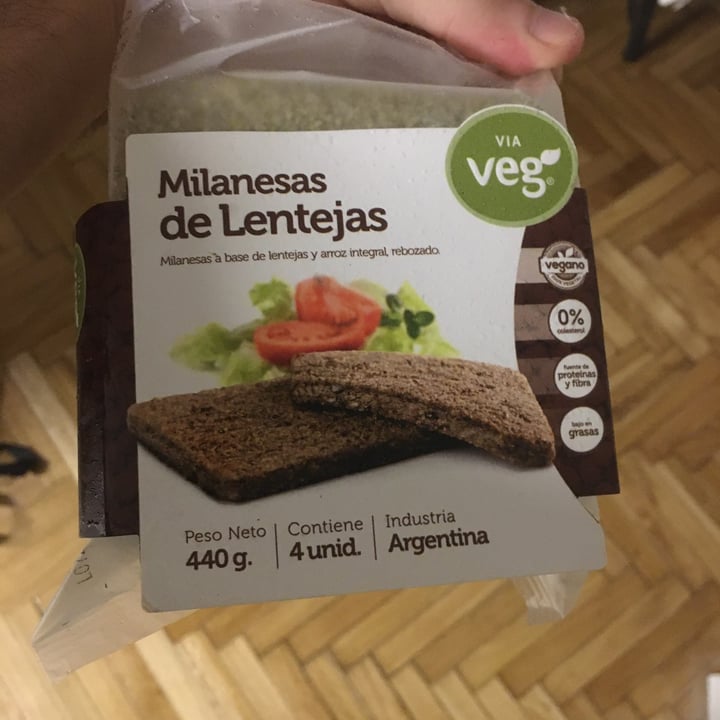 VIA
veg
Milanesas
de Lentejas
Milanesas a base de lentejas y arroz integral, rebozado.
vegano
0%
colesterol
fuente de
proteínas
y fibra
bajo en
grasas
Peso Neto
440 g.
Contiene
4 unid.
Industria
Argentina